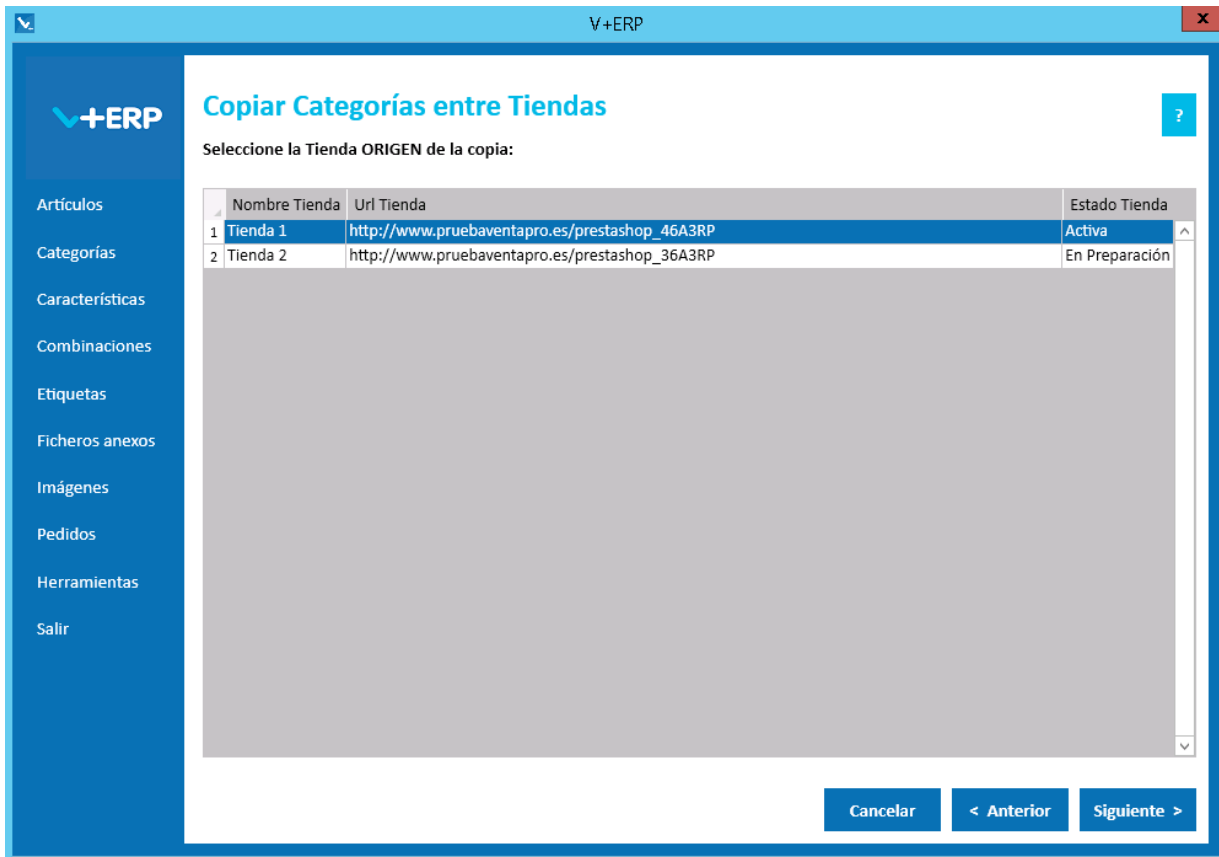 V+ERP
x
V+ERP
Copiar Categorías entre Tiendas
?
Seleccione la Tienda ORIGEN de la copia:
Nombre Tienda Url Tienda Estado Tienda
1 Tienda 1 http://www.pruebaventapro.es/prestashop_46A3RP Activa
2 Tienda 2 http://www.pruebaventapro.es/prestashop_36A3RP En Preparación
Artículos
Categorías
Características
Combinaciones
Etiquetas
Ficheros anexos
Imágenes
Pedidos
Herramientas
Salir
Cancelar < Anterior Siguiente >